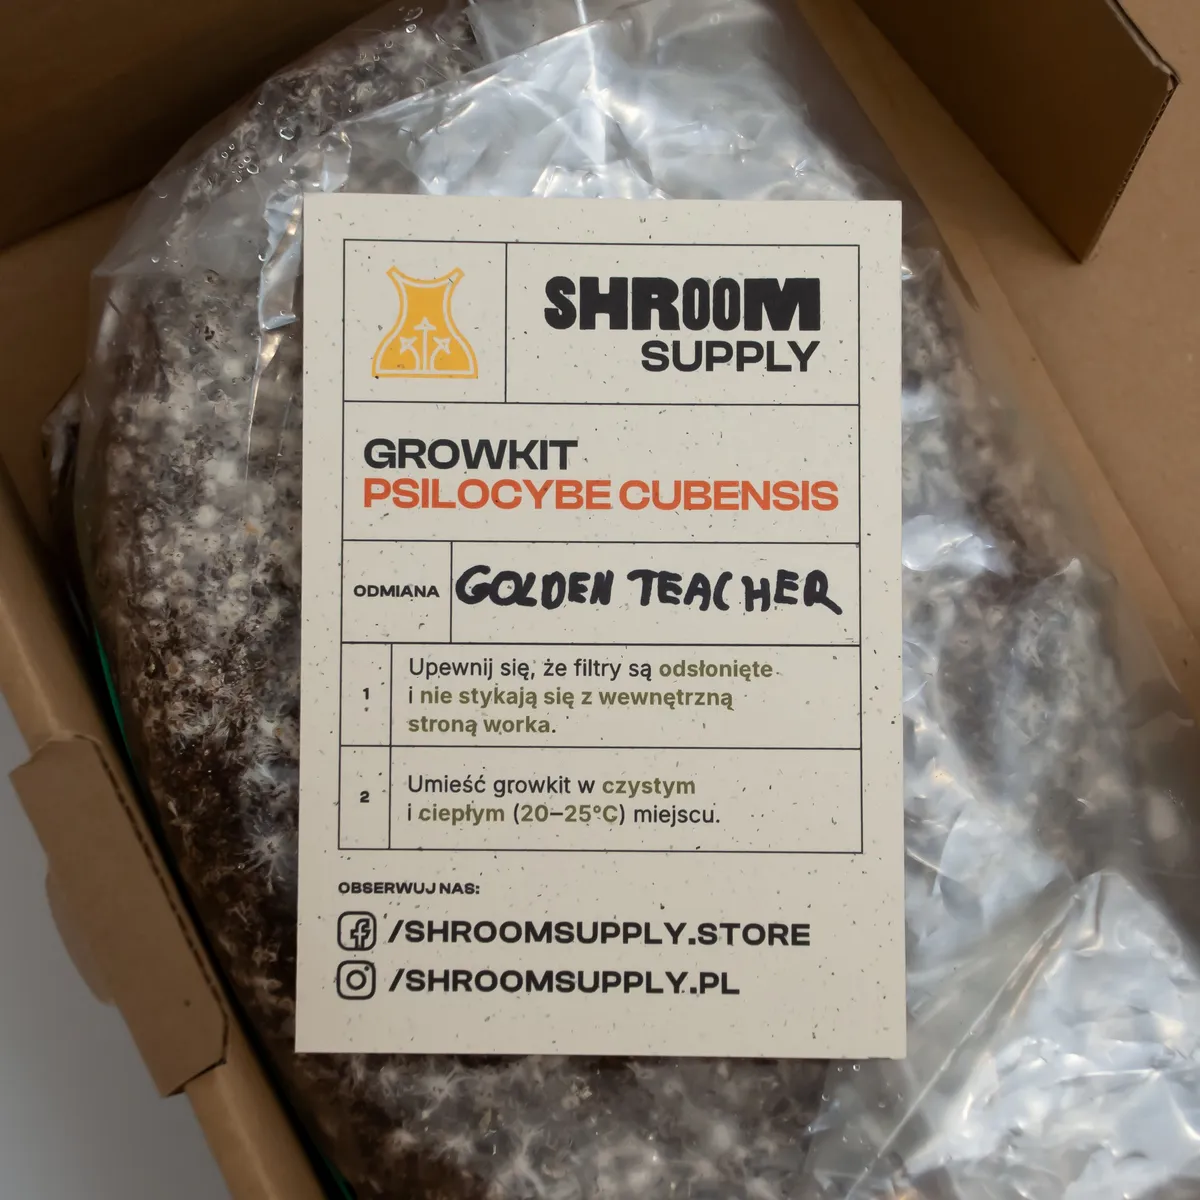 SHROOM
SUPPLY
GROWKIT
PSILOCYBE CUBENSIS
ODMIANA GOLDEN TEACHER
1 Upewnij się, że filtry są odsłonięte
i nie stykają się z wewnętrzną
stroną worka.
2 Umieść growkit w czystym
i ciepłym (20–25°C) miejscu.
OBSERWUJ NAS:
/SHROOMSUPPLY.STORE
/SHROOMSUPPLY.PL